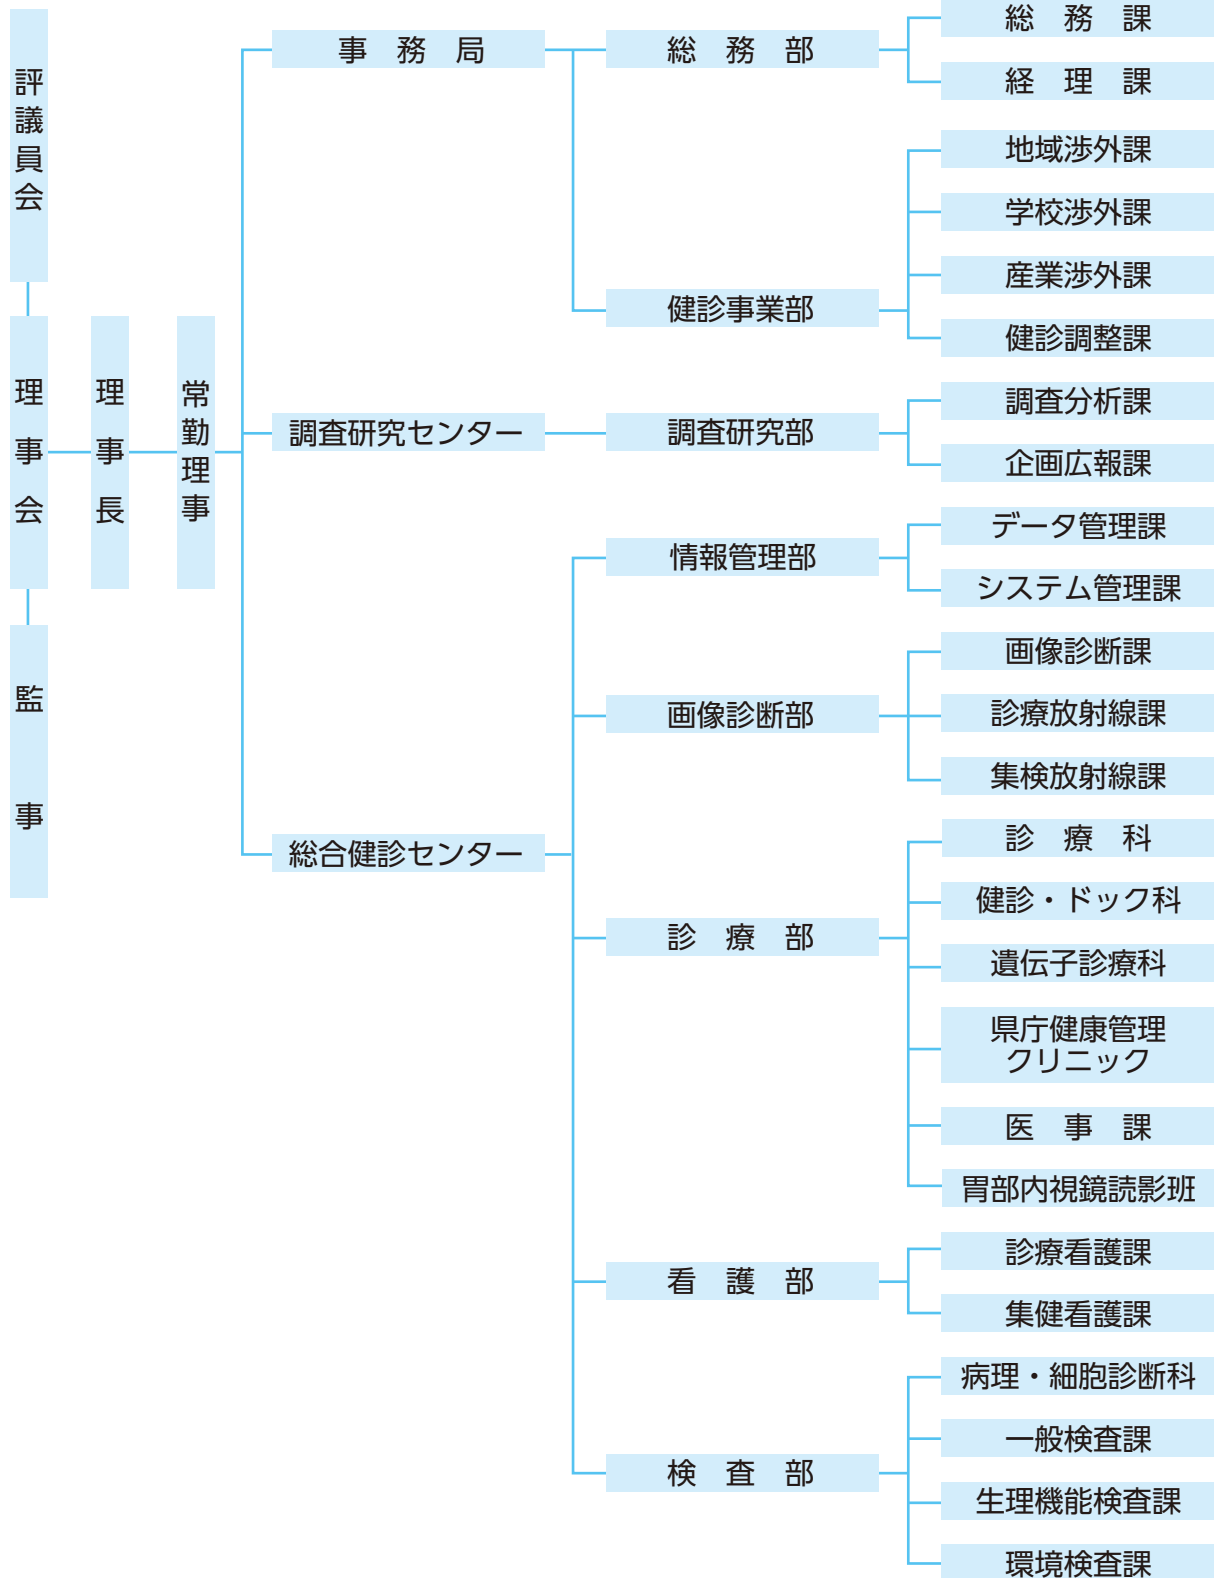 評議員会
理事会
監事
理事長
常勤理事
事務局
総務部
総務課
経理課
健診事業部
地域渉外課
学校渉外課
産業渉外課
健診調整課
調査研究センター
調査研究部
調査分析課
企画広報課
総合健診センター
情報管理部
データ管理課
システム管理課
画像診断部
画像診断課
診療放射線課
集検放射線課
診療部
診療科
健診・ドック科
遺伝子診療科
県庁健康管理
クリニック
医事課
胃部内視鏡読影班
看護部
診療看護課
集健看護課
検査部
病理・細胞診断科
一般検査課
生理機能検査課
環境検査課